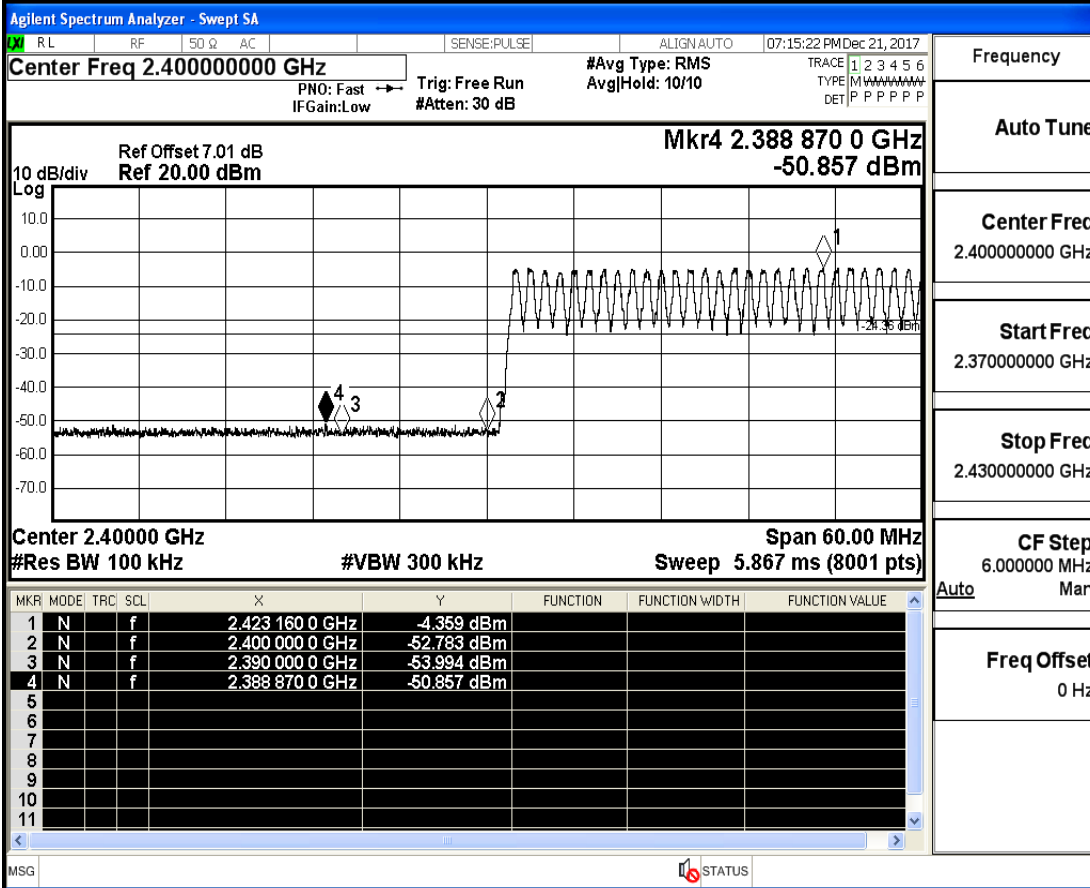 Agilent Spectrum Analyzer - Swept SA
LXI RL RF 50 Ω AC SENSE:PULSE ALIGN AUTO 07:15:22 PM Dec 21, 2017
Center Freq 2.400000000 GHz
PNO: Fast
IFGain:Low
Trig: Free Run
#Atten: 30 dB
#Avg Type: RMS
Avg|Hold: 10/10
TRACE 1 2 3 4 5 6
TYPE M WWWWW
DET P P P P P P
Mkr4 2.388 870 0 GHz
-50.857 dBm
Ref Offset 7.01 dB
10 dB/div Ref 20.00 dBm
Log
10.0
0.00
-10.0
-20.0
-30.0
-40.0
-50.0
-60.0
-70.0
1
-24.36 dBm
4
3
2
Center 2.40000 GHz Span 60.00 MHz
#Res BW 100 kHz #VBW 300 kHz Sweep 5.867 ms (8001 pts)
MKR MODE TRC SCL X Y FUNCTION FUNCTION WIDTH FUNCTION VALUE
1 N f 2.423 160 0 GHz -4.359 dBm
2 N f 2.400 000 0 GHz -52.783 dBm
3 N f 2.390 000 0 GHz -53.994 dBm
4 N f 2.388 870 0 GHz -50.857 dBm
5
6
7
8
9
10
11
MSG STATUS
Frequency
Auto Tune
Center Freq
2.400000000 GHz
Start Freq
2.370000000 GHz
Stop Freq
2.430000000 GHz
CF Step
6.000000 MHz
Auto Man
Freq Offset
0 Hz